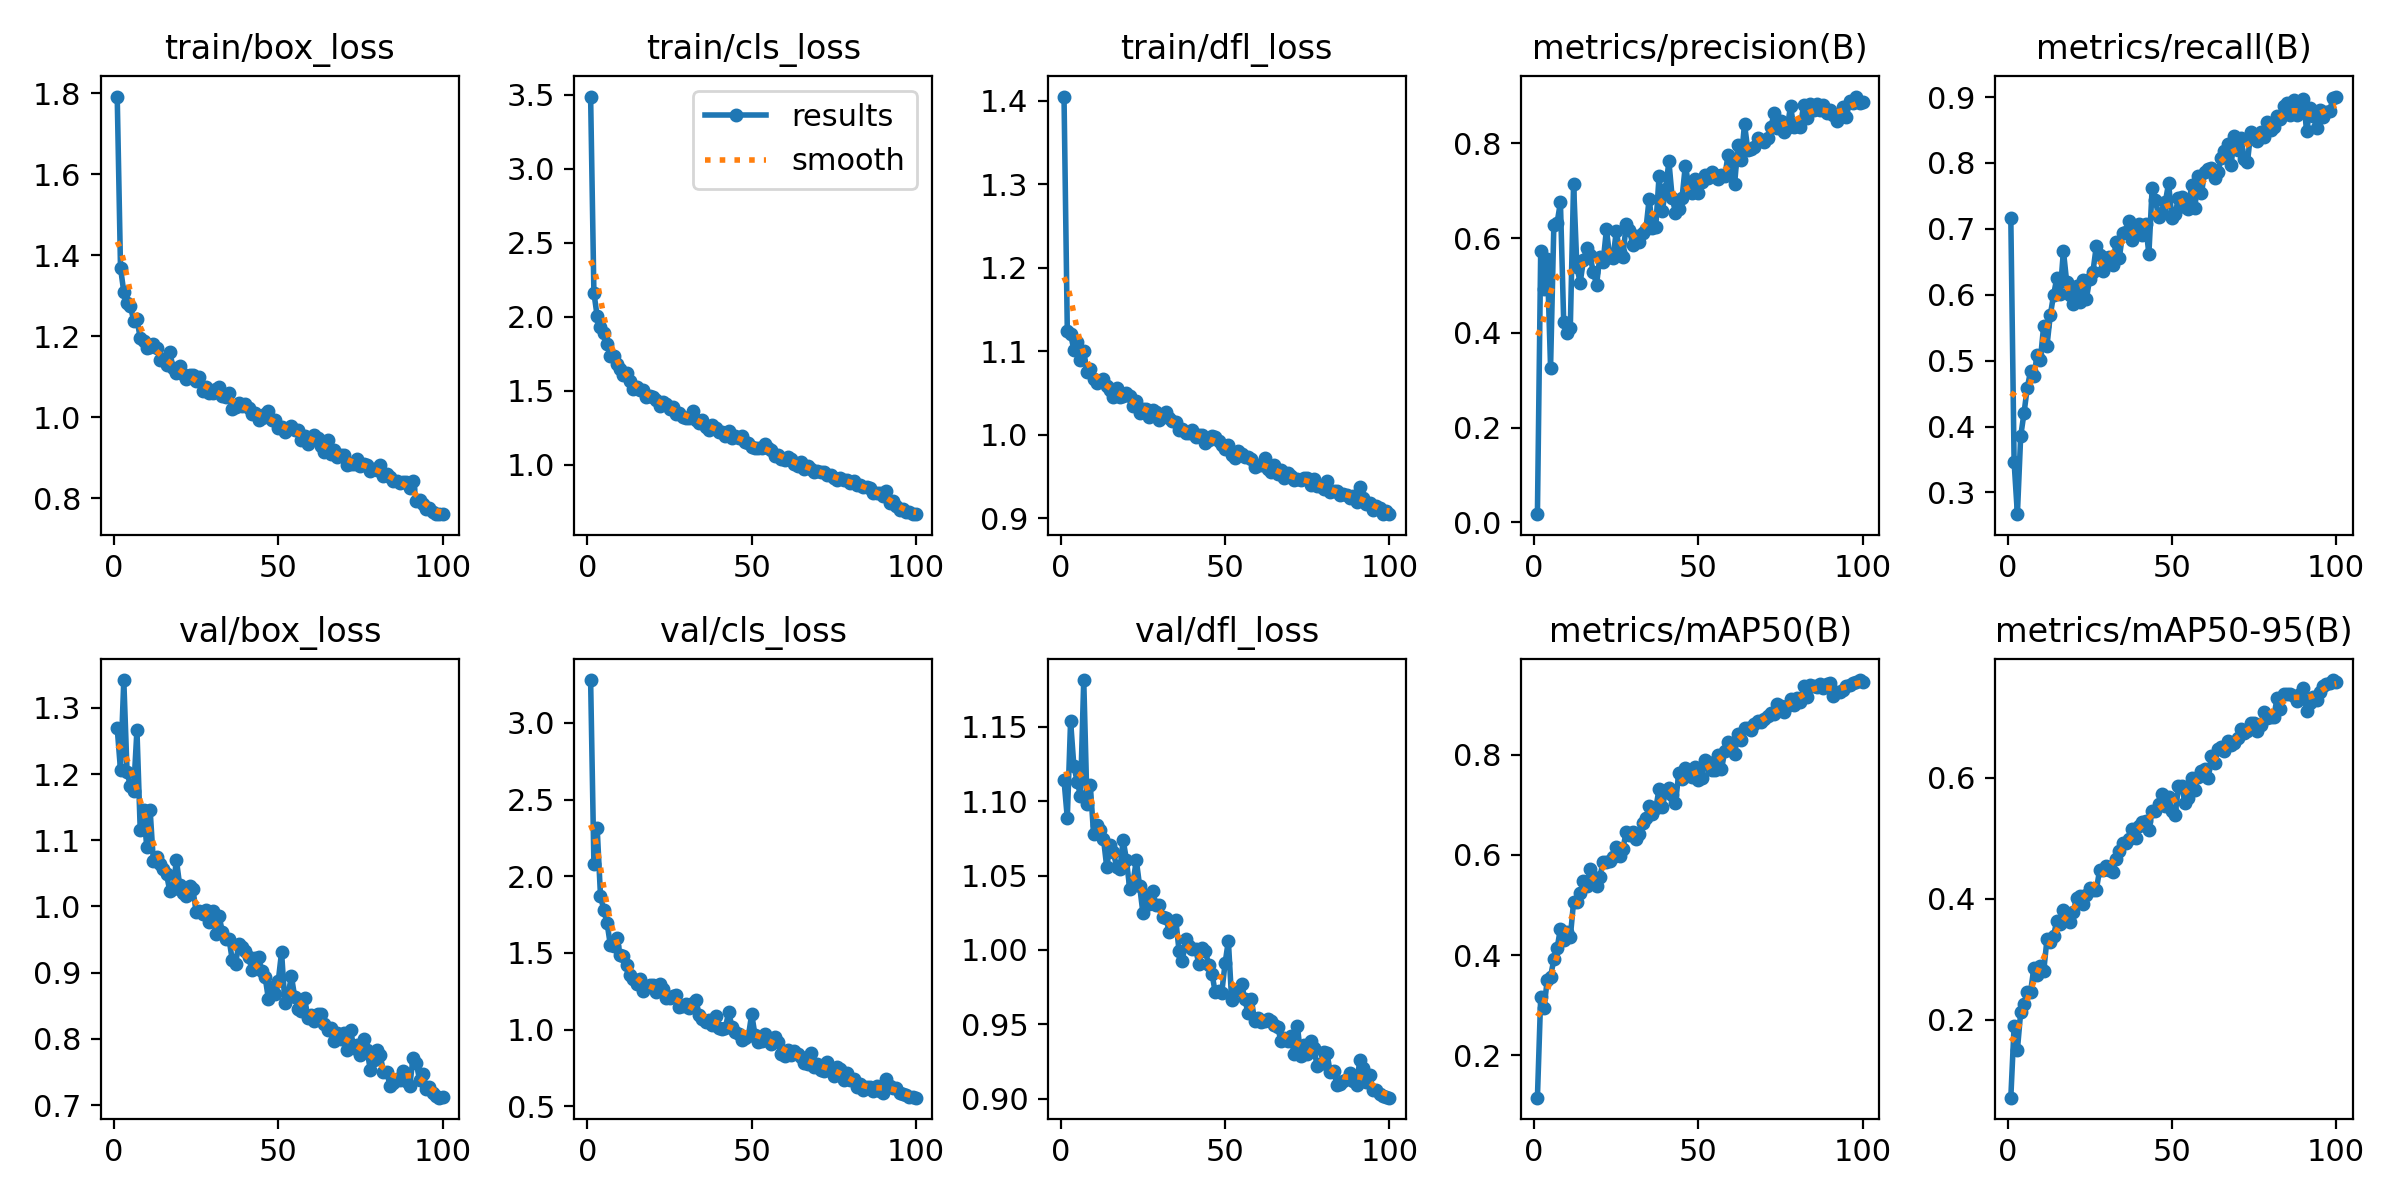 train/box_loss
1.8
1.6
1.4
1.2
1.0
0.8
0 50 100
train/cls_loss
results
smooth
3.5
3.0
2.5
2.0
1.5
1.0
0 50 100
train/dfl_loss
1.4
1.3
1.2
1.1
1.0
0.9
0 50 100
metrics/precision(B)
0.8
0.6
0.4
0.2
0.0
0 50 100
metrics/recall(B)
0.9
0.8
0.7
0.6
0.5
0.4
0.3
0 50 100
val/box_loss
1.3
1.2
1.1
1.0
0.9
0.8
0.7
0 50 100
val/cls_loss
3.0
2.5
2.0
1.5
1.0
0.5
0 50 100
val/dfl_loss
1.15
1.10
1.05
1.00
0.95
0.90
0 50 100
metrics/mAP50(B)
0.8
0.6
0.4
0.2
0 50 100
metrics/mAP50-95(B)
0.6
0.4
0.2
0 50 100